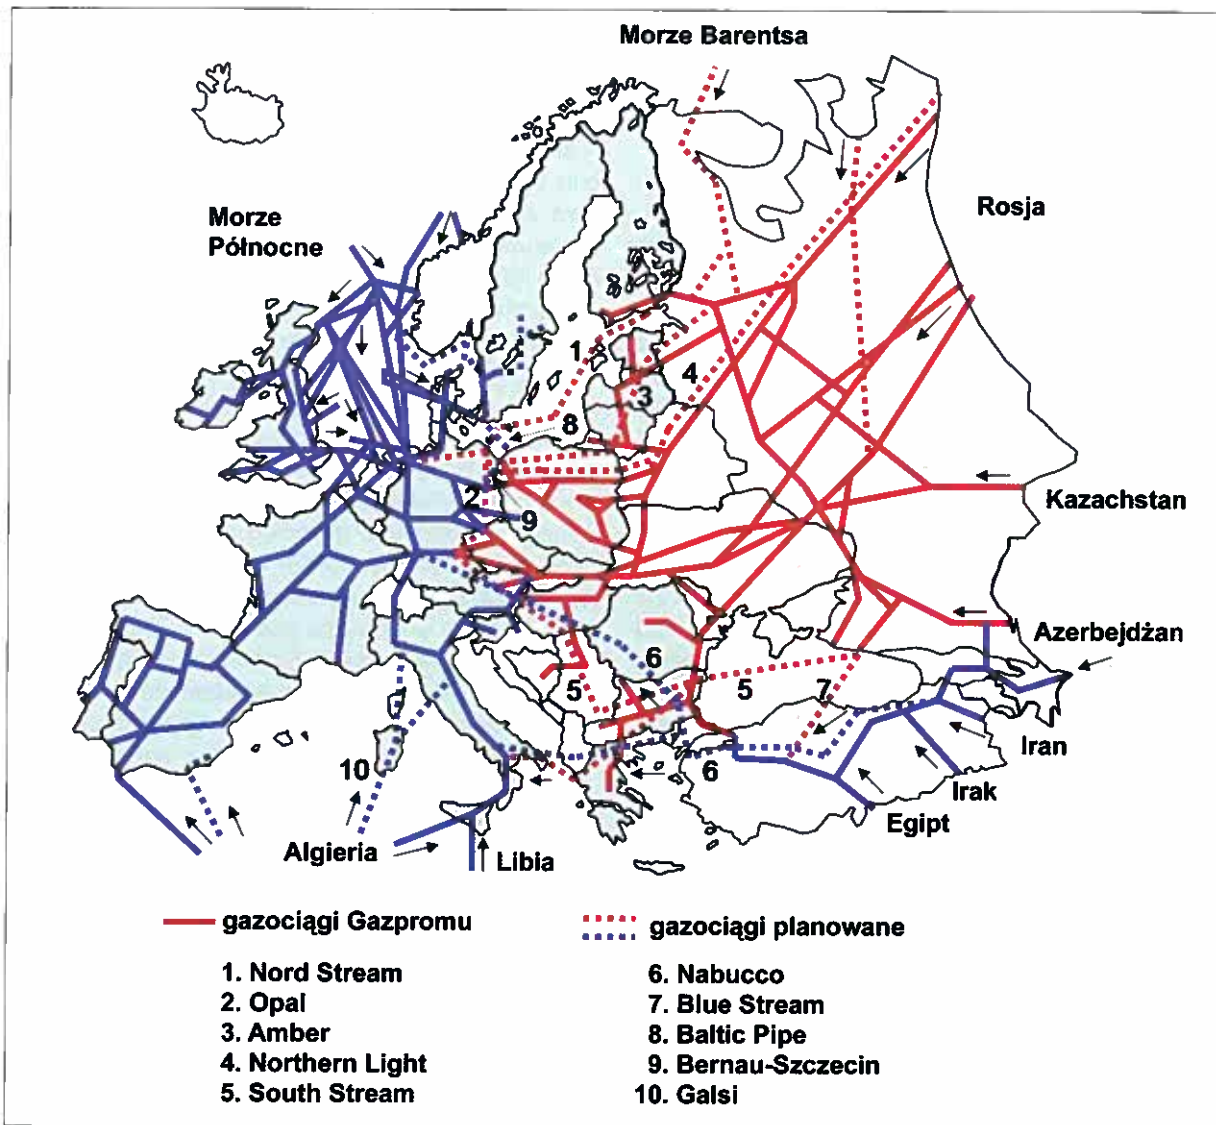 Morze Barentsa
Rosja
Morze
Północne
1
4
3
8
2
9
Kazachstan
Azerbejdżan
6
5
5
7
Iran
10
6
Irak
Egipt
Algieria
Libia
gazociągi Gazpromu
gazociągi planowane
1. Nord Stream
2. Opal
3. Amber
4. Northern Light
5. South Stream
6. Nabucco
7. Blue Stream
8. Baltic Pipe
9. Bernau-Szczecin
10. Galsi